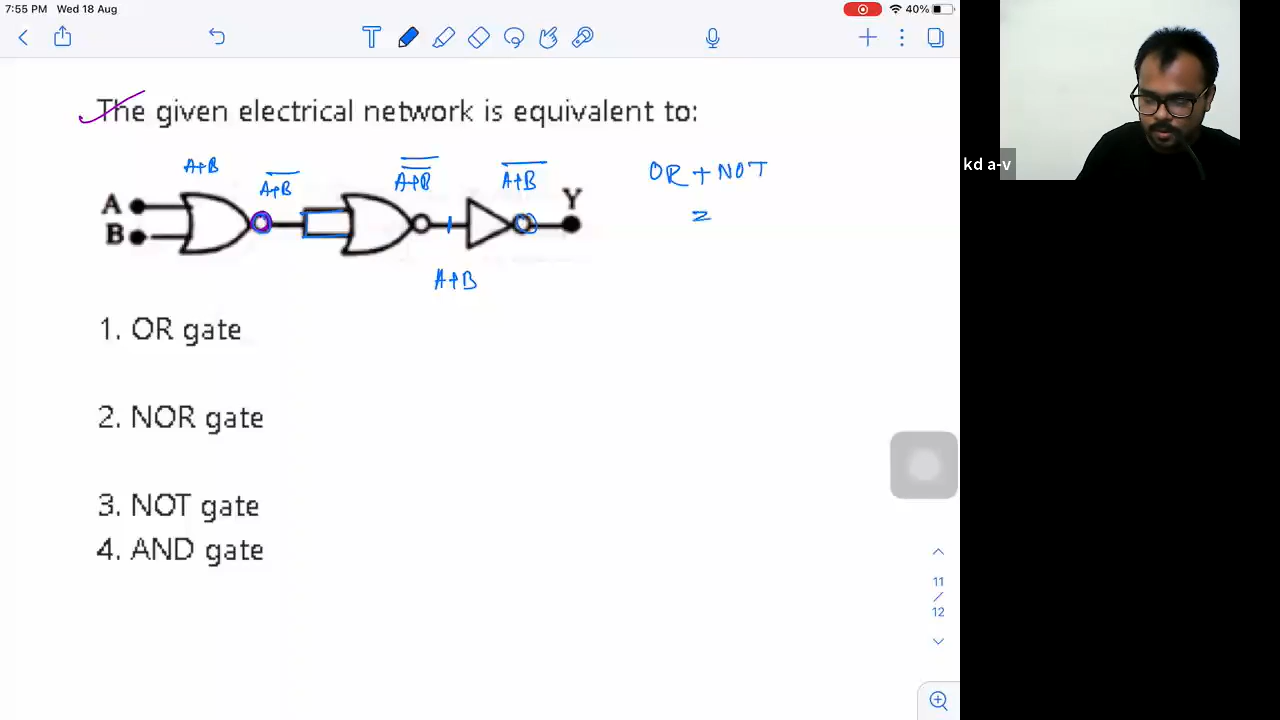 7:55 PM Wed 18 Aug
40%
The given electrical network is equivalent to:
A+B
A̅+̅B̅
A̿+̿B̿
A̅+̅B̅
OR + NOT
=
A
B
Y
A+B
kd a-v
1. OR gate
2. NOR gate
3. NOT gate
4. AND gate
11
/
12